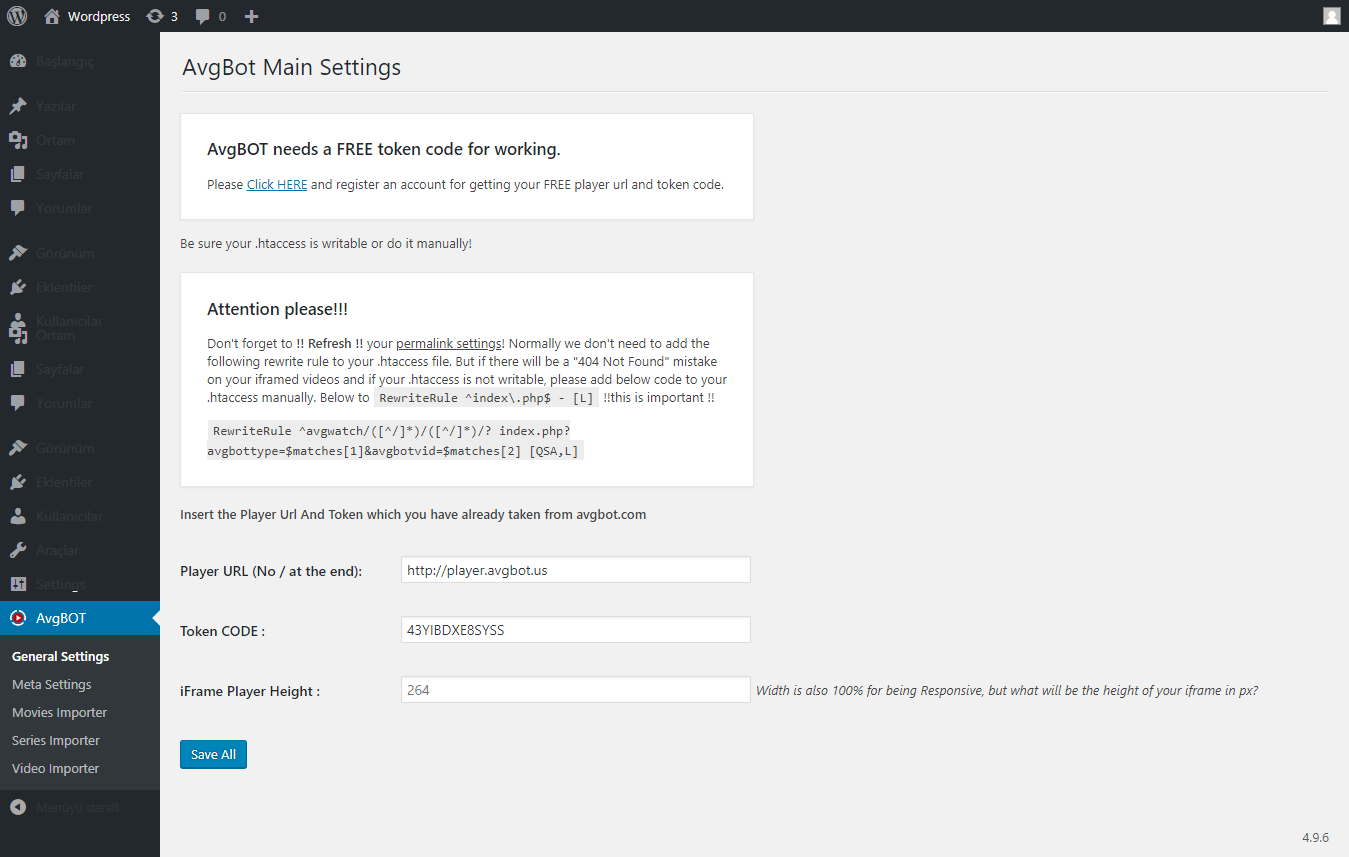 Wordpress 3 0
Başlangıç
Yazılar
Ortam
Sayfalar
Yorumlar
Görünüm
Eklentiler
Kullanıcılar
Ortam
Sayfalar
Yorumlar
Görünüm
Eklentiler
Kullanıcılar
Araçlar
Settings
AvgBOT
General Settings
Meta Settings
Movies Importer
Series Importer
Video Importer
Menüyü daralt
AvgBot Main Settings
AvgBOT needs a FREE token code for working.
Please Click HERE and register an account for getting your FREE player url and token code.
Be sure your .htaccess is writable or do it manually!
Attention please!!!
Don't forget to !! Refresh !! your permalink settings! Normally we don't need to add the
following rewrite rule to your .htaccess file. But if there will be a "404 Not Found" mistake
on your iframed videos and if your .htaccess is not writable, please add below code to your
.htaccess manually. Below to RewriteRule ^index\.php$ - [L] !!this is important !!
RewriteRule ^avgwatch/([^/]*)/([^/]*)/? index.php?
avgbottype=$matches[1]&avgbotvid=$matches[2] [QSA,L]
Insert the Player Url And Token which you have already taken from avgbot.com
Player URL (No / at the end): http://player.avgbot.us
Token CODE : 43YIBDXE8SYSS
iFrame Player Height : 264 Width is also 100% for being Responsive, but what will be the height of your iframe in px?
Save All
4.9.6